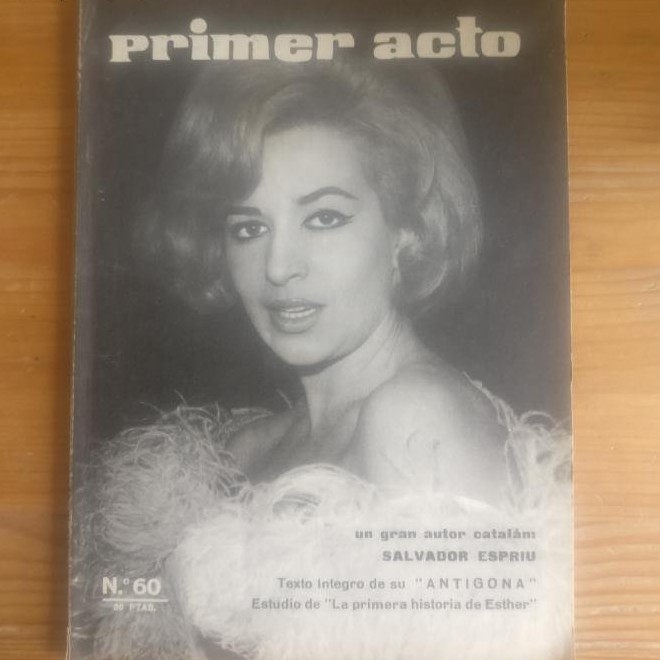 primer acto
un gran autor catalán:
SALVADOR ESPRIU
Texto íntegro de su "ANTIGONA"
Estudio de "La primera historia de Esther"
N.º 60
PTAS.